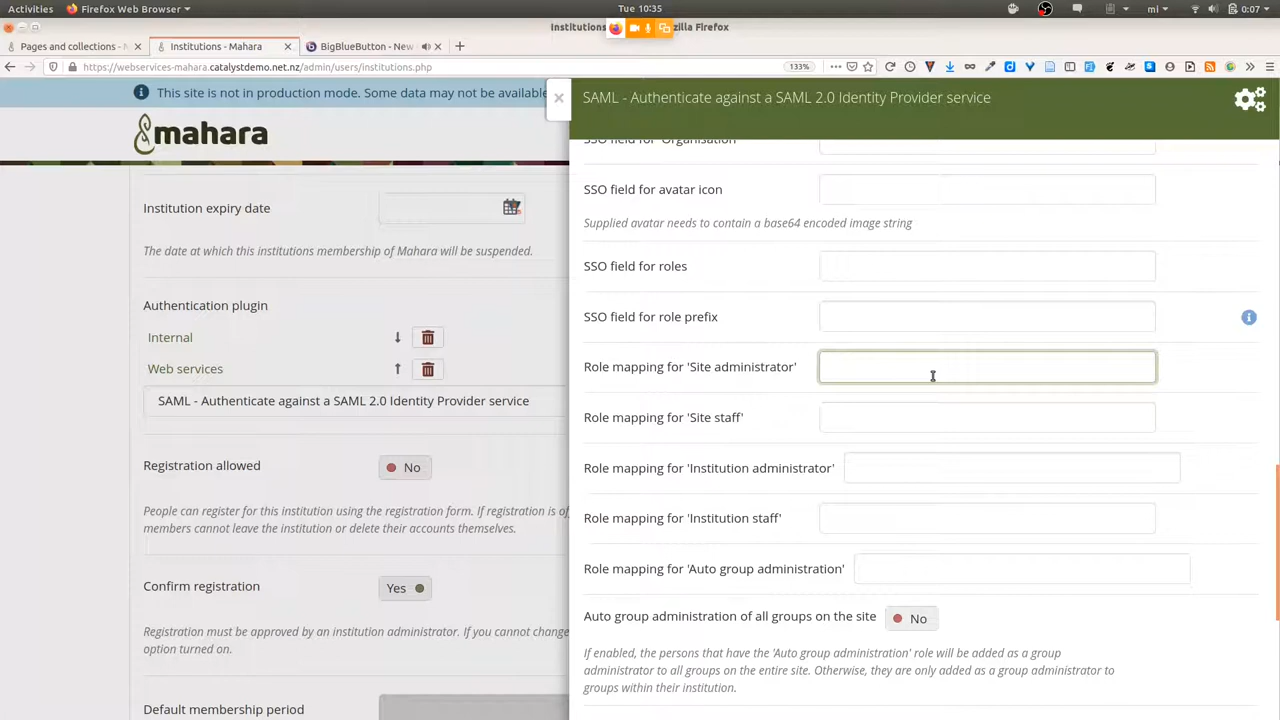 Activities
Firefox Web Browser
Tue 10:35
mi
0:07
Institutions
zilla Firefox
Pages and collections - M
Institutions - Mahara
BigBlueButton - New
https://webservices-mahara.catalystdemo.net.nz/admin/users/institutions.php
133%
This site is not in production mode. Some data may not be available
mahara
Institution expiry date
The date at which this institutions membership of Mahara will be suspended.
Authentication plugin
Internal
Web services
SAML - Authenticate against a SAML 2.0 Identity Provider service
Registration allowed
No
People can register for this institution using the registration form. If registration is of
members cannot leave the institution or delete their accounts themselves.
Confirm registration
Yes
Registration must be approved by an institution administrator. If you cannot change
option turned on.
Default membership period
SAML - Authenticate against a SAML 2.0 Identity Provider service
SSO field for 'Organisation'
SSO field for avatar icon
Supplied avatar needs to contain a base64 encoded image string
SSO field for roles
SSO field for role prefix
Role mapping for 'Site administrator'
Role mapping for 'Site staff'
Role mapping for 'Institution administrator'
Role mapping for 'Institution staff'
Role mapping for 'Auto group administration'
Auto group administration of all groups on the site
No
If enabled, the persons that have the 'Auto group administration' role will be added as a group
administrator to all groups on the entire site. Otherwise, they are only added as a group administrator to
groups within their institution.